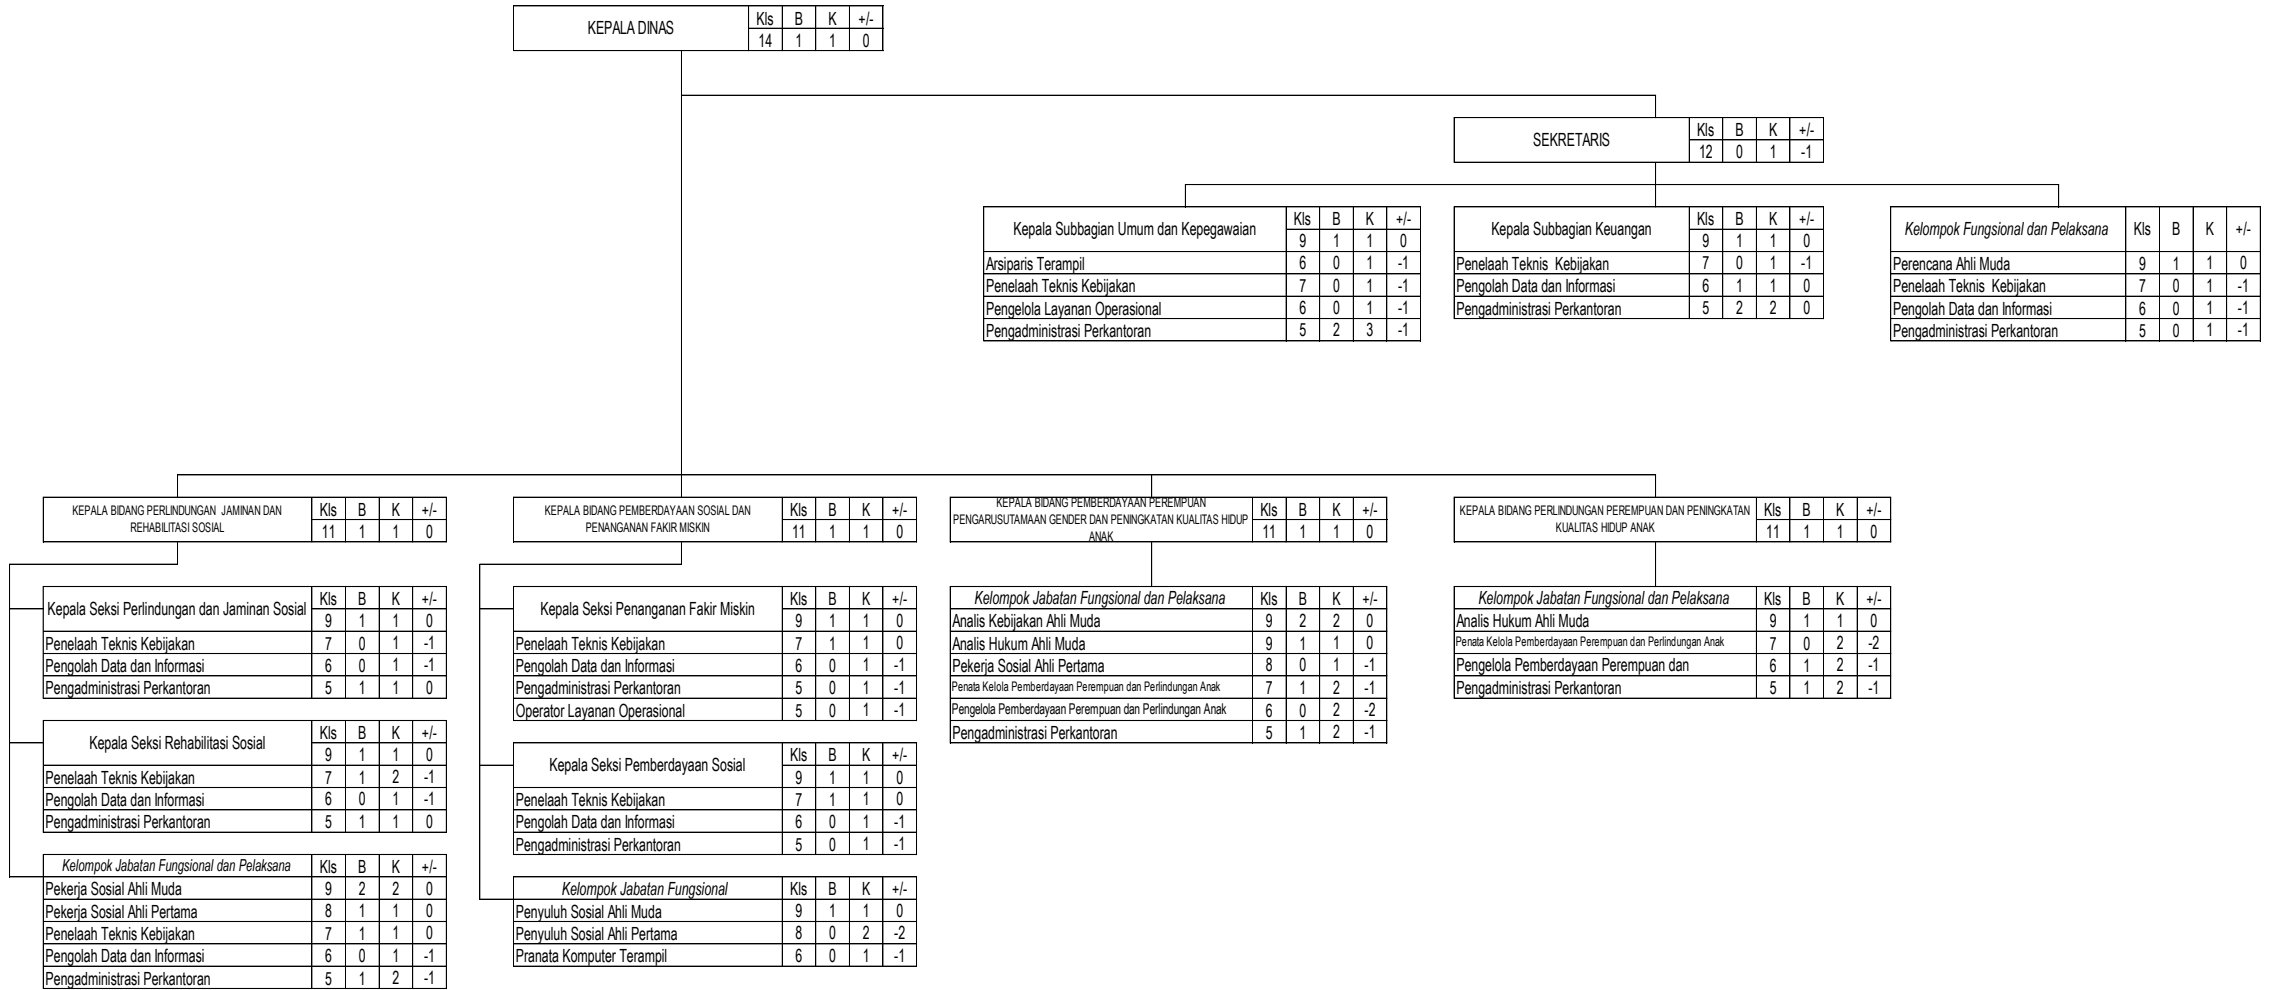 KEPALA DINAS Kls B K +/-
14 1 1 0
SEKRETARIS Kls B K +/-
12 0 1 -1
Kepala Subbagian Umum dan Kepegawaian Kls B K +/-
9 1 1 0
Arsiparis Terampil 6 0 1 -1
Penelaah Teknis Kebijakan 7 0 1 -1
Pengelola Layanan Operasional 6 0 1 -1
Pengadministrasi Perkantoran 5 2 3 -1
Kepala Subbagian Keuangan Kls B K +/-
9 1 1 0
Penelaah Teknis Kebijakan 7 0 1 -1
Pengolah Data dan Informasi 6 1 1 0
Pengadministrasi Perkantoran 5 2 2 0
Kelompok Fungsional dan Pelaksana Kls B K +/-
Perencana Ahli Muda 9 1 1 0
Penelaah Teknis Kebijakan 7 0 1 -1
Pengolah Data dan Informasi 6 0 1 -1
Pengadministrasi Perkantoran 5 0 1 -1
KEPALA BIDANG PERLINDUNGAN JAMINAN DAN
REHABILITASI SOSIAL
Kls B K +/-
11 1 1 0
Kepala Seksi Perlindungan dan Jaminan Sosial Kls B K +/-
9 1 1 0
Penelaah Teknis Kebijakan 7 0 1 -1
Pengolah Data dan Informasi 6 0 1 -1
Pengadministrasi Perkantoran 5 1 1 0
Kepala Seksi Rehabilitasi Sosial Kls B K +/-
9 1 1 0
Penelaah Teknis Kebijakan 7 1 2 -1
Pengolah Data dan Informasi 6 0 1 -1
Pengadministrasi Perkantoran 5 1 1 0
Kelompok Jabatan Fungsional dan Pelaksana Kls B K +/-
Pekerja Sosial Ahli Muda 9 2 2 0
Pekerja Sosial Ahli Pertama 8 1 1 0
Penelaah Teknis Kebijakan 7 1 1 0
Pengolah Data dan Informasi 6 0 1 -1
Pengadministrasi Perkantoran 5 1 2 -1
KEPALA BIDANG PEMBERDAYAAN SOSIAL DAN
PENANGANAN FAKIR MISKIN
Kls B K +/-
11 1 1 0
Kepala Seksi Penanganan Fakir Miskin Kls B K +/-
9 1 1 0
Penelaah Teknis Kebijakan 7 1 1 0
Pengolah Data dan Informasi 6 0 1 -1
Pengadministrasi Perkantoran 5 0 1 -1
Operator Layanan Operasional 5 0 1 -1
Kepala Seksi Pemberdayaan Sosial Kls B K +/-
9 1 1 0
Penelaah Teknis Kebijakan 7 1 1 0
Pengolah Data dan Informasi 6 0 1 -1
Pengadministrasi Perkantoran 5 0 1 -1
Kelompok Jabatan Fungsional Kls B K +/-
Penyuluh Sosial Ahli Muda 9 1 1 0
Penyuluh Sosial Ahli Pertama 8 0 2 -2
Pranata Komputer Terampil 6 0 1 -1
KEPALA BIDANG PEMBERDAYAAN PEREMPUAN
PENGARUSUTAMAAN GENDER DAN PENINGKATAN KUALITAS HIDUP
ANAK
Kls B K +/-
11 1 1 0
Kelompok Jabatan Fungsional dan Pelaksana Kls B K +/-
Analis Kebijakan Ahli Muda 9 2 2 0
Analis Hukum Ahli Muda 9 1 1 0
Pekerja Sosial Ahli Pertama 8 0 1 -1
Penata Kelola Pemberdayaan Perempuan dan Perlindungan Anak 7 1 2 -1
Pengelola Pemberdayaan Perempuan dan Perlindungan Anak 6 0 2 -2
Pengadministrasi Perkantoran 5 1 2 -1
KEPALA BIDANG PERLINDUNGAN PEREMPUAN DAN PENINGKATAN
KUALITAS HIDUP ANAK
Kls B K +/-
11 1 1 0
Kelompok Jabatan Fungsional dan Pelaksana Kls B K +/-
Analis Hukum Ahli Muda 9 1 1 0
Penata Kelola Pemberdayaan Perempuan dan Perlindungan Anak 7 0 2 -2
Pengelola Pemberdayaan Perempuan dan 6 1 2 -1
Pengadministrasi Perkantoran 5 1 2 -1